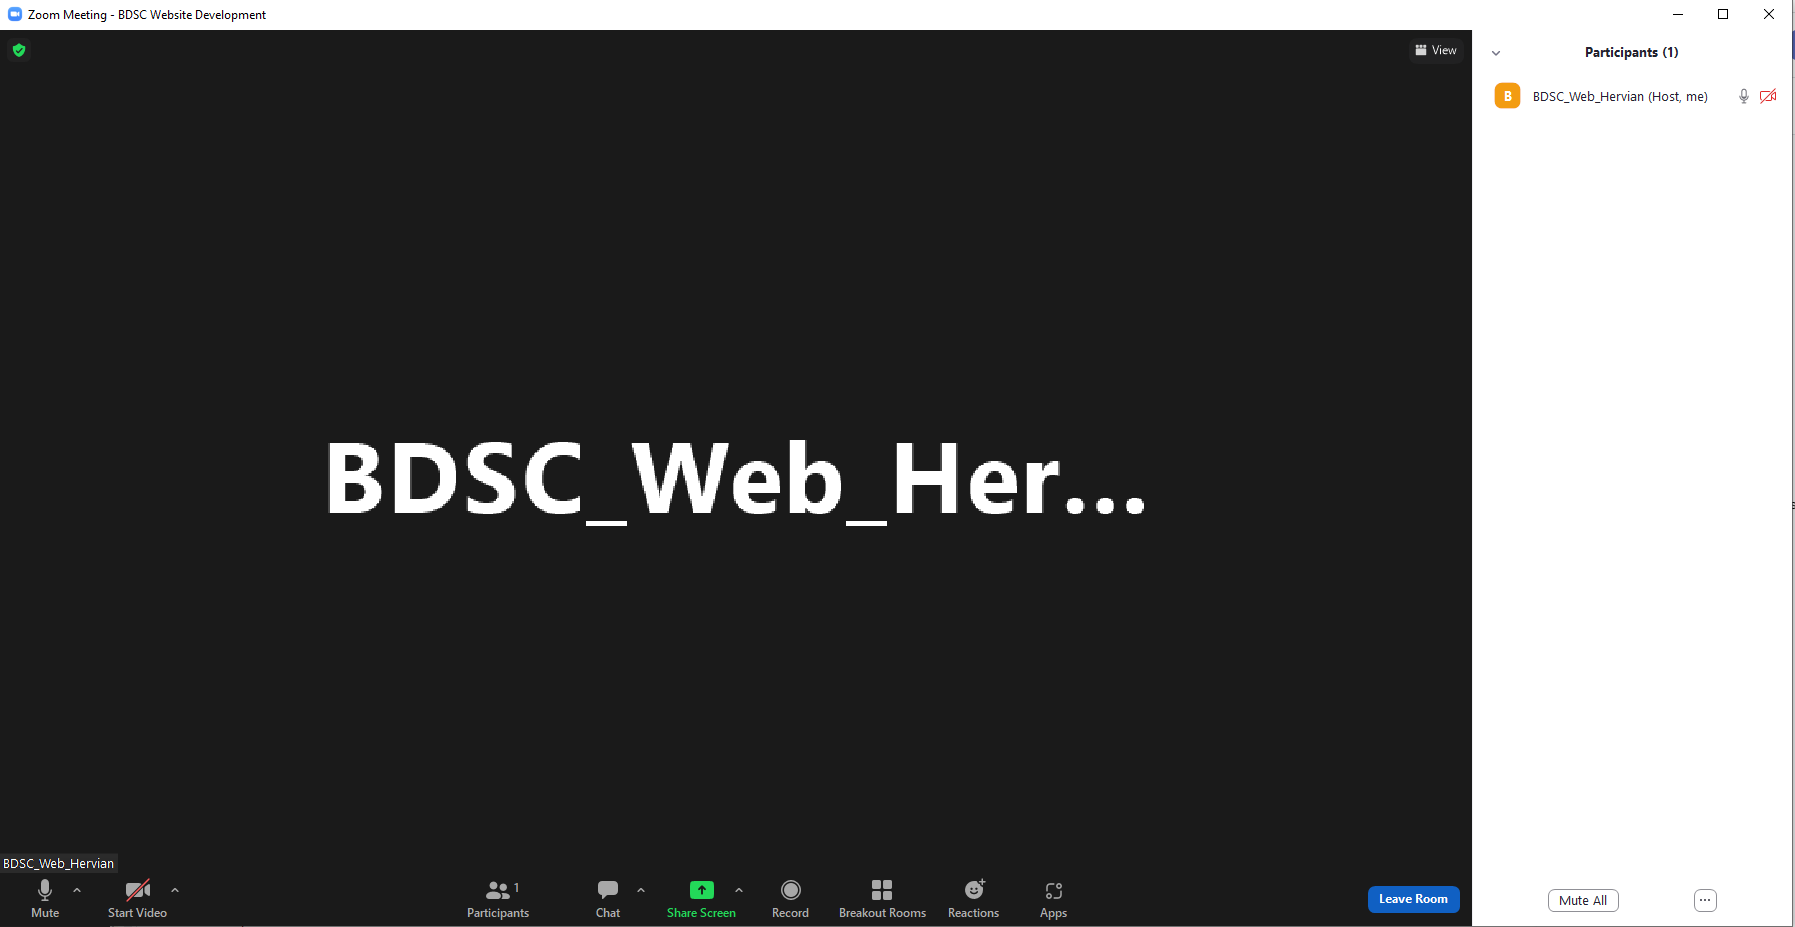 Zoom Meeting - BDSC Website Development
View
Participants (1)
B
BDSC_Web_Hervian (Host, me)
BDSC_Web_Her...
BDSC_Web_Hervian
1
Mute
Start Video
Participants
Chat
Share Screen
Record
Breakout Rooms
Reactions
Apps
Leave Room
Mute All